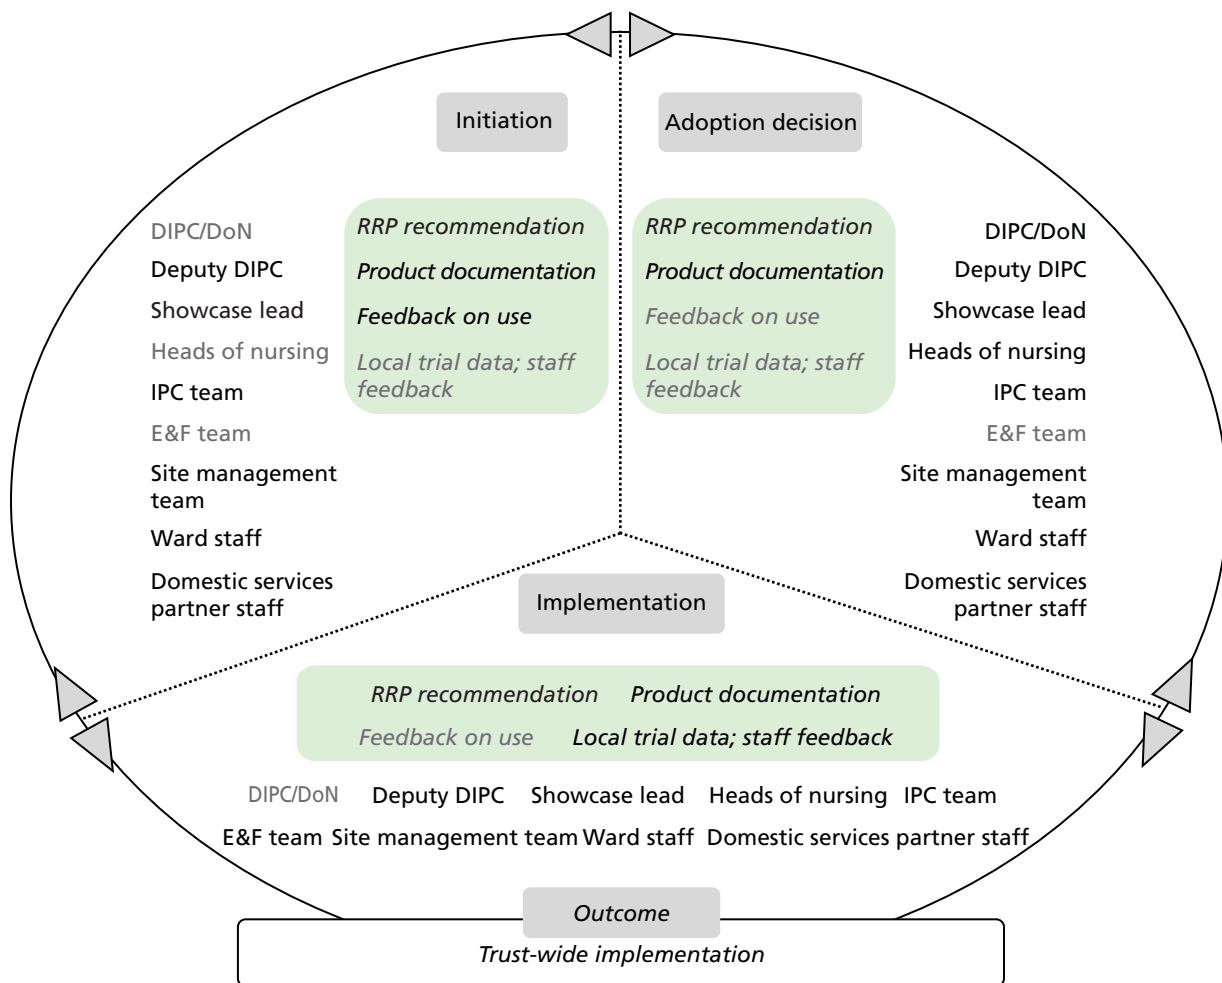 Initiation
DIPC/DoN
Deputy DIPC
Showcase lead
Heads of nursing
IPC team
E&F team
Site management
team
Ward staff
Domestic services
partner staff
RRP recommendation
Product documentation
Feedback on use
Local trial data; staff
feedback
Adoption decision
RRP recommendation
Product documentation
Feedback on use
Local trial data; staff
feedback
DIPC/DoN
Deputy DIPC
Showcase lead
Heads of nursing
IPC team
E&F team
Site management
team
Ward staff
Domestic services
partner staff
Implementation
RRP recommendation Product documentation
Feedback on use Local trial data; staff feedback
DIPC/DoN Deputy DIPC Showcase lead Heads of nursing IPC team
E&F team Site management team Ward staff Domestic services partner staff
Outcome
Trust-wide implementation